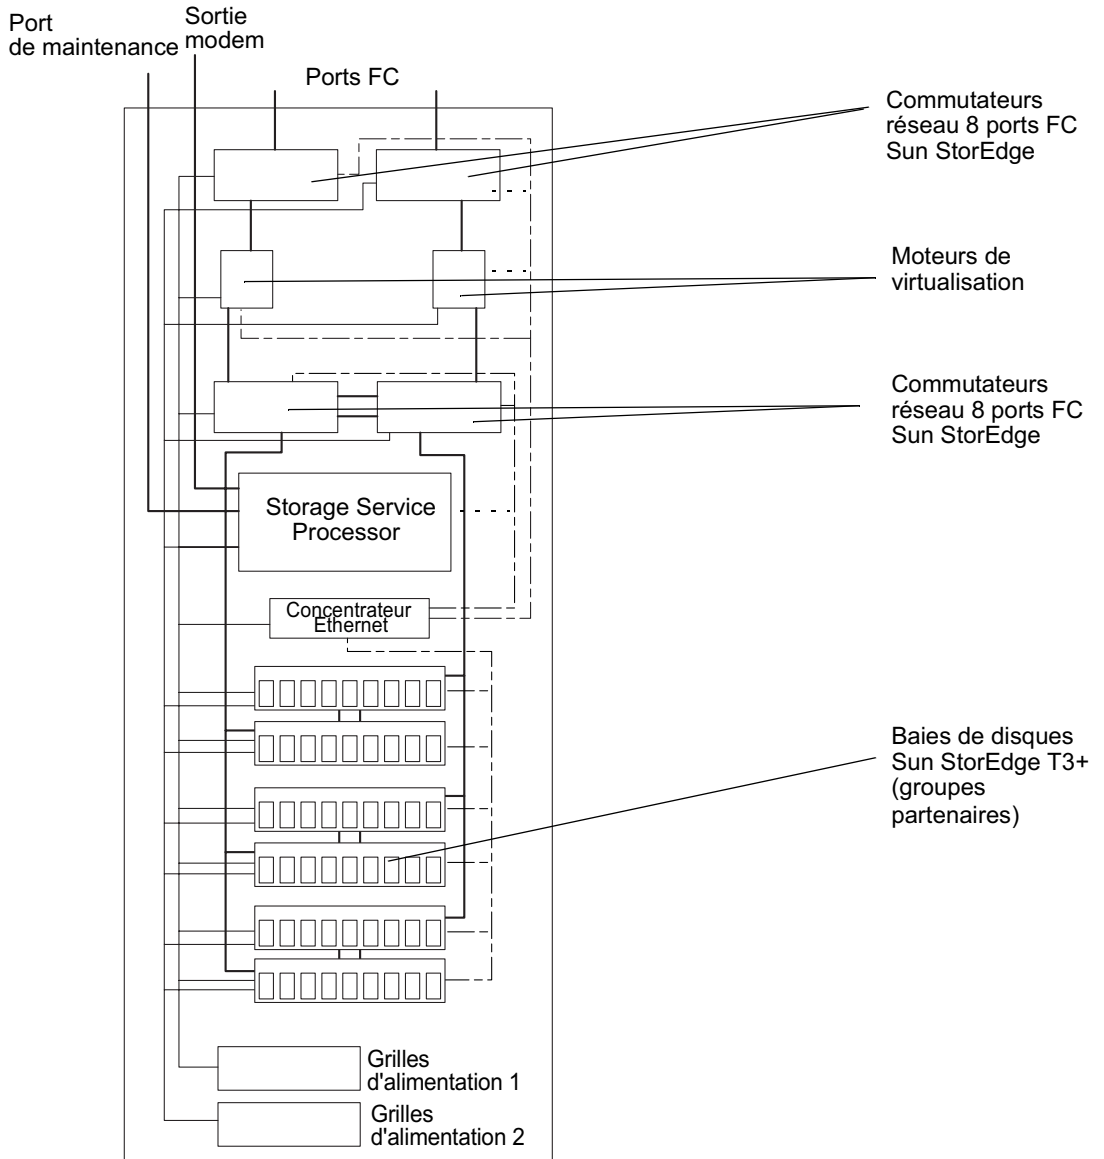 Port
de maintenance
Sortie
modem
Ports FC
Commutateurs
réseau 8 ports FC
Sun StorEdge
Moteurs de
virtualisation
Commutateurs
réseau 8 ports FC
Sun StorEdge
Storage Service
Processor
Concentrateur
Ethernet
Baies de disques
Sun StorEdge T3+
(groupes
partenaires)
Grilles
d'alimentation 1
Grilles
d'alimentation 2